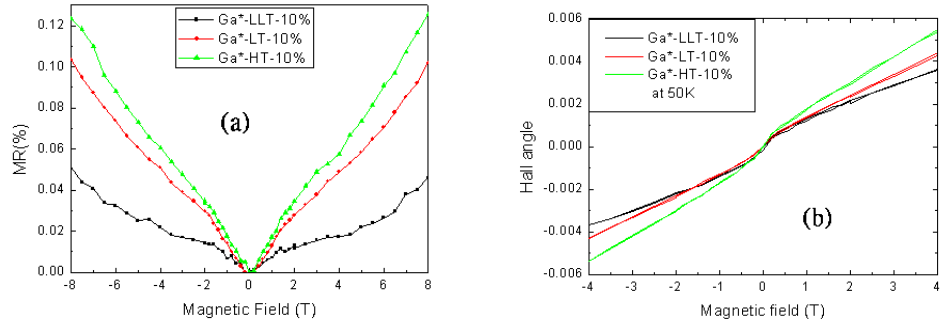 Ga*-LLT-10%
Ga*-LT-10%
Ga*-HT-10%
(a)
MR(%)
0.12
0.10
0.08
0.06
0.04
0.02
0.00
-8 -6 -4 -2 0 2 4 6 8
Magnetic Field (T)
Ga*-LLT-10%
Ga*-LT-10%
Ga*-HT-10%
at 50K
(b)
Hall angle
0.006
0.004
0.002
0.000
-0.002
-0.004
-0.006
-4 -3 -2 -1 0 1 2 3 4
Magnetic field (T)